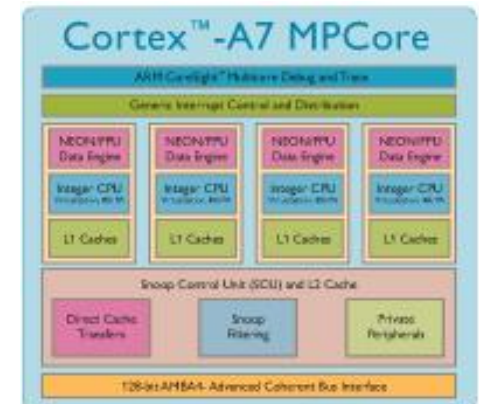 Cortex™-A7 MPCore
ARM CoreSight™ Multicore Debug and Trace
Generic Interrupt Control and Distribution
NEON/FPU
Data Engine
Integer CPU
L1 Caches
NEON/FPU
Data Engine
Integer CPU
L1 Caches
NEON/FPU
Data Engine
Integer CPU
L1 Caches
NEON/FPU
Data Engine
Integer CPU
L1 Caches
Snoop Control Unit (SCU) and L2 Cache
Direct Cache
Transfers
Snoop
Filtering
Private
Peripherals
128-bit AMBA4- Advanced Coherent Bus Interface